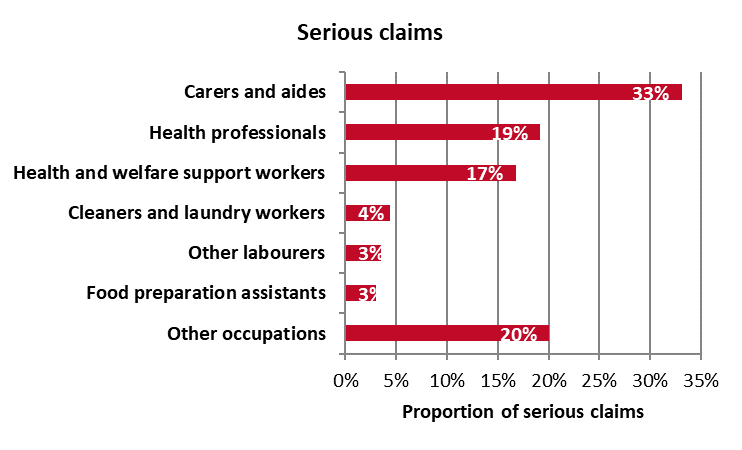 Serious claims
Carers and aides 33%
Health professionals 19%
Health and welfare support workers 17%
Cleaners and laundry workers 4%
Other labourers 3%
Food preparation assistants 3%
Other occupations 20%
0% 5% 10% 15% 20% 25% 30% 35%
Proportion of serious claims